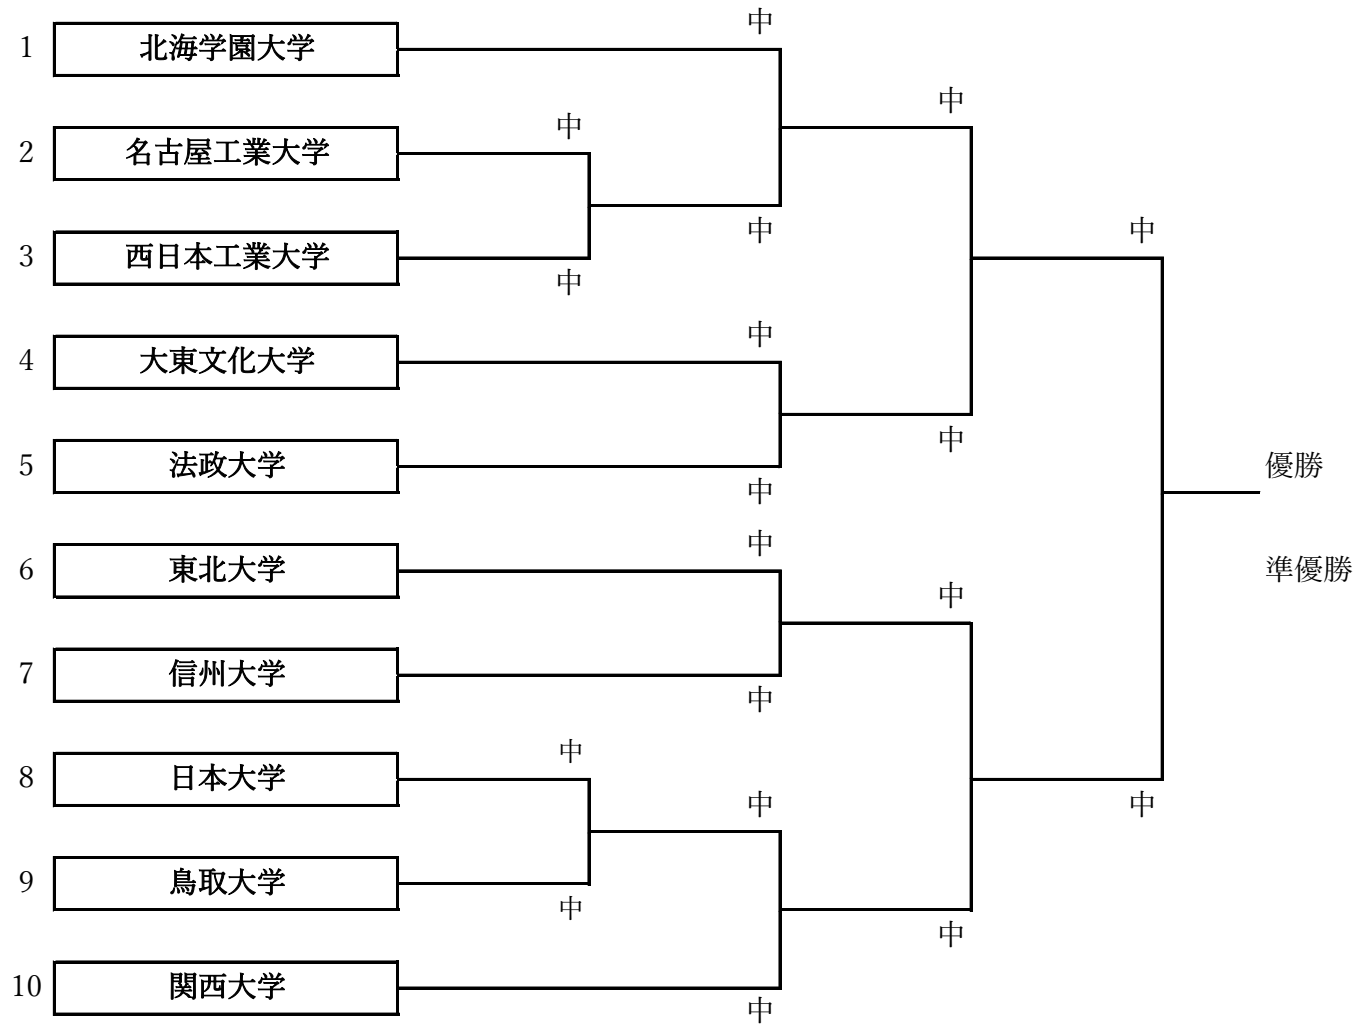 中
1 北海学園大学
中
中
2 名古屋工業大学
中
中
3 西日本工業大学
中
中
4 大東文化大学
中
5 法政大学
優勝
中
中
6 東北大学
準優勝
中
7 信州大学
中
中
8 日本大学
中
中
9 鳥取大学
中
中
10 関西大学
中